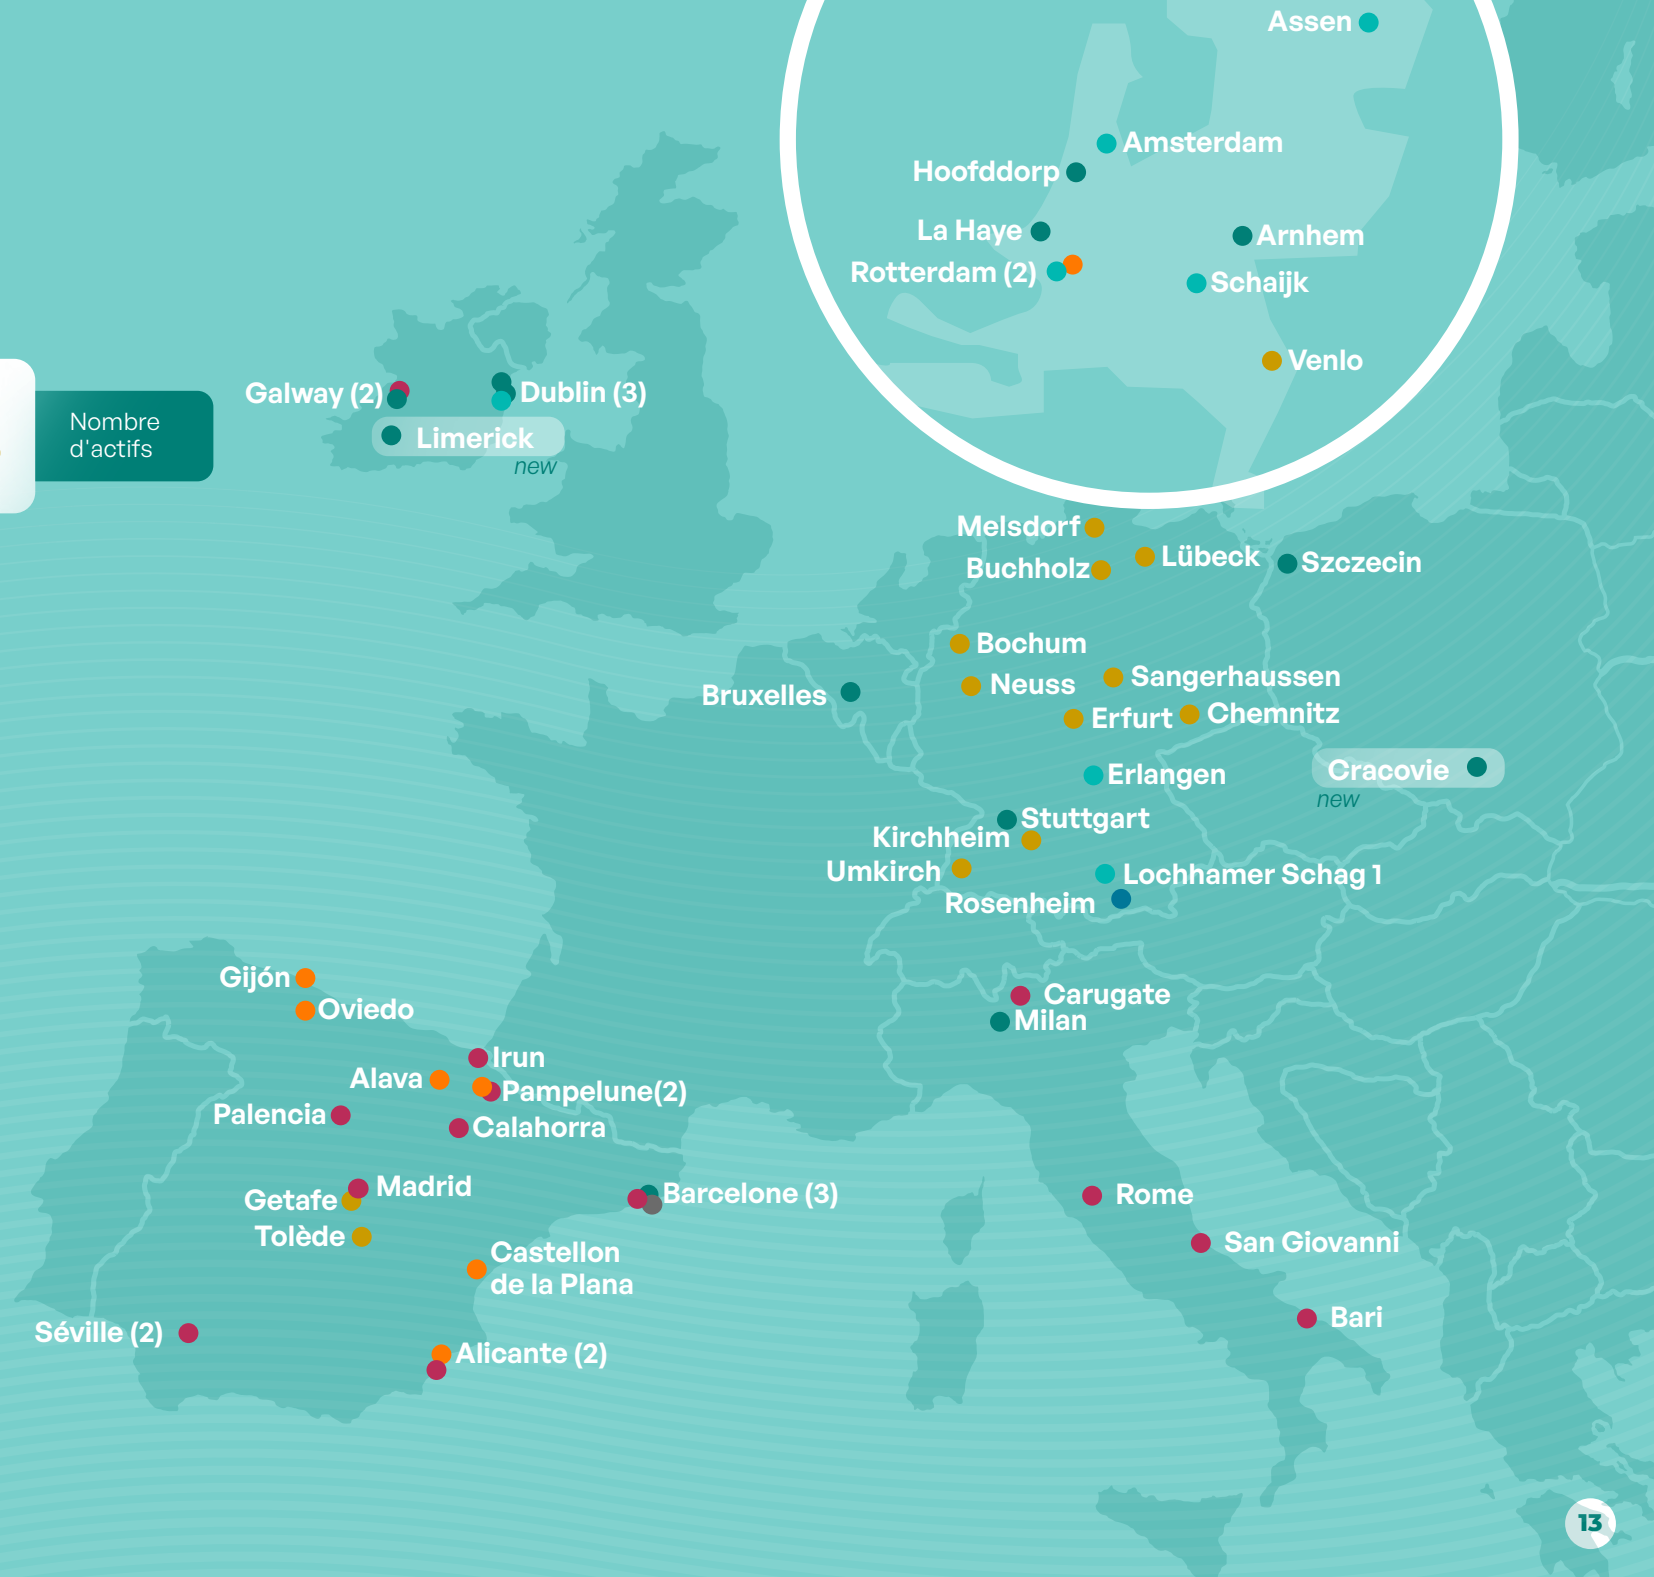 Assen
Amsterdam
Hoofddorp
La Haye
Arnhem
Rotterdam (2)
Schaijk
Venlo
Galway (2)
Dublin (3)
Nombre
d'actifs
Limerick
new
Melsdorf
Lübeck
Buchholz
Szczecin
Bochum
Sangerhaussen
Neuss
Bruxelles
Erfurt
Chemnitz
Cracovie
new
Erlangen
Stuttgart
Kirchheim
Umkirch
Lochhamer Schag 1
Rosenheim
Gijón
Oviedo
Carugate
Milan
Irun
Alava
Pampelune(2)
Palencia
Calahorra
Madrid
Getafe
Barcelone (3)
Rome
Tolède
Castellon
de la Plana
San Giovanni
Bari
Séville (2)
Alicante (2)
13